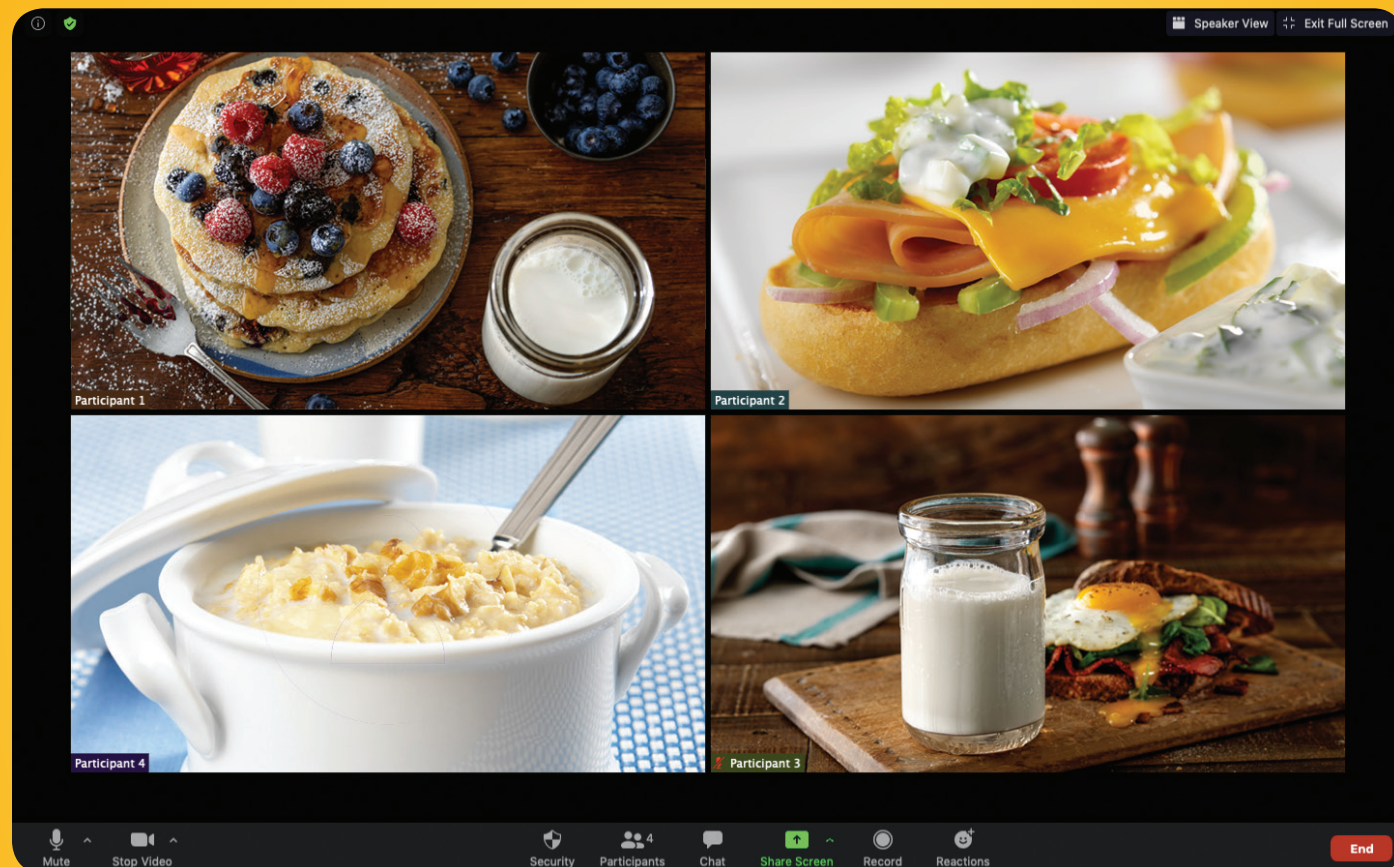 Speaker View
Exit Full Screen
Participant 1
Participant 2
Participant 4
Participant 3
Mute
Stop Video
Security
Participants
4
Chat
Share Screen
Record
Reactions
End